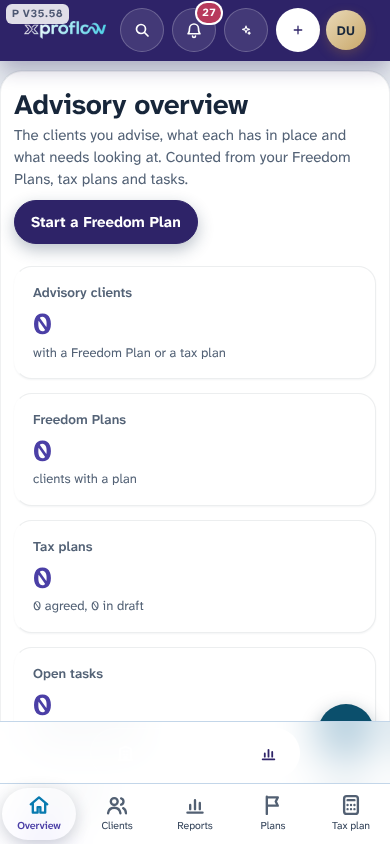 P V35.58
xproflow
27
DU
Advisory overview
The clients you advise, what each has in place and
what needs looking at. Counted from your Freedom
Plans, tax plans and tasks.
Start a Freedom Plan
Advisory clients
0
with a Freedom Plan or a tax plan
Freedom Plans
0
clients with a plan
Tax plans
0
0 agreed, 0 in draft
Open tasks
0
Overview
Clients
Reports
Plans
Tax plan